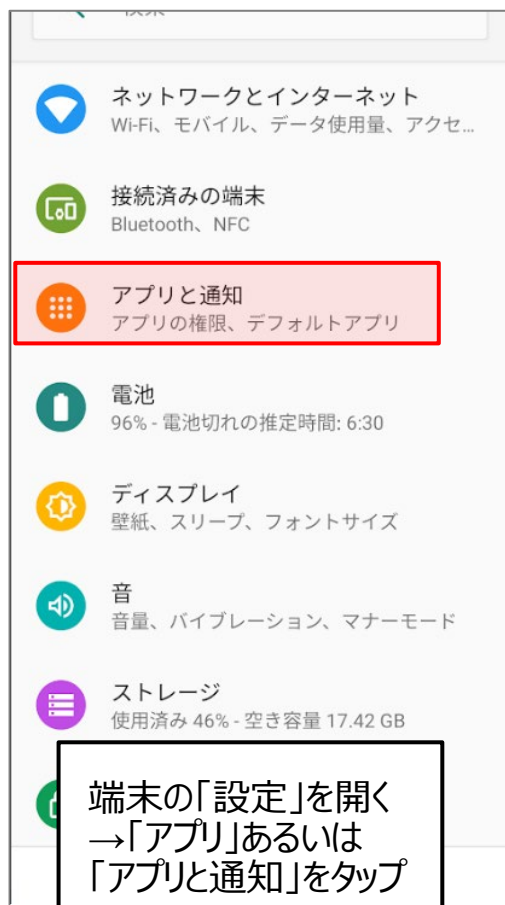 ネットワークとインターネット
Wi-Fi、モバイル、データ使用量、アクセ...
接続済みの端末
Bluetooth、NFC
アプリと通知
アプリの権限、デフォルトアプリ
電池
96% - 電池切れの推定時間: 6:30
ディスプレイ
壁紙、スリープ、フォントサイズ
音
音量、バイブレーション、マナーモード
ストレージ
使用済み 46% - 空き容量 17.42 GB
端末の「設定」を開く
→「アプリ」あるいは
「アプリと通知」をタップ